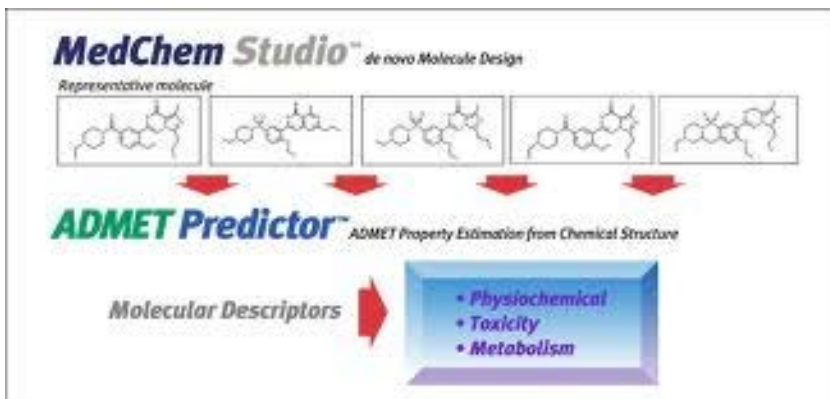 MedChem Studio™ de novo Molecule Design
Representative molecule
ADMET Predictor™ ADMET Property Estimation from Chemical Structure
Molecular Descriptors
• Physiochemical
• Toxicity
• Metabolism